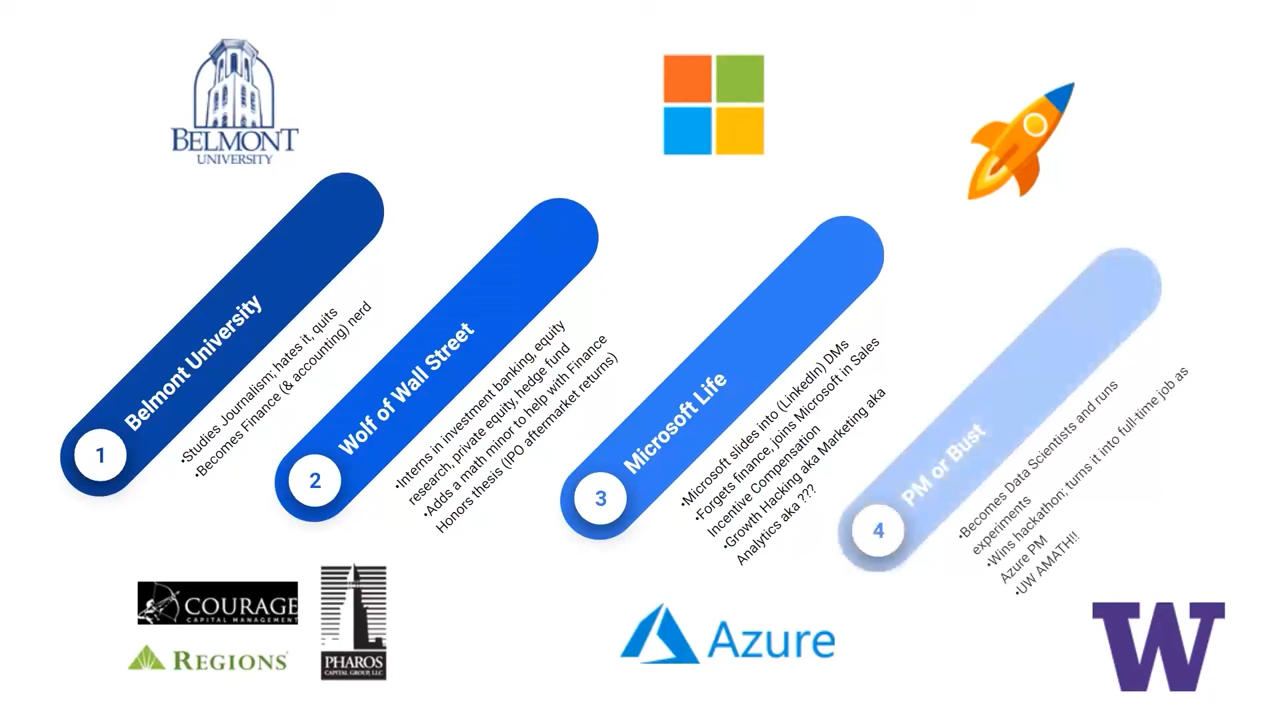 BELMONT
UNIVERSITY
1
Belmont University
•Studies Journalism; hates it, quits
•Becomes Finance (& accounting) nerd
2
Wolf of Wall Street
•Interns in investment banking, equity
research, private equity, hedge fund
•Adds a math minor to help with Finance
Honors thesis (IPO aftermarket returns)
3
Microsoft Life
•Microsoft slides into (LinkedIn) DMs
•Forgets finance, joins Microsoft in Sales
Incentive Compensation
•Growth Hacking aka Marketing aka
Analytics aka ???
4
PM or Bust
•Becomes Data Scientists and runs
experiments
•Wins hackathon; turns it into full-time job as
Azure PM
•UW AMATH!!
COURAGE
CAPITAL MANAGEMENT
REGIONS
PHAROS
CAPITAL GROUP, LLC
Azure
W